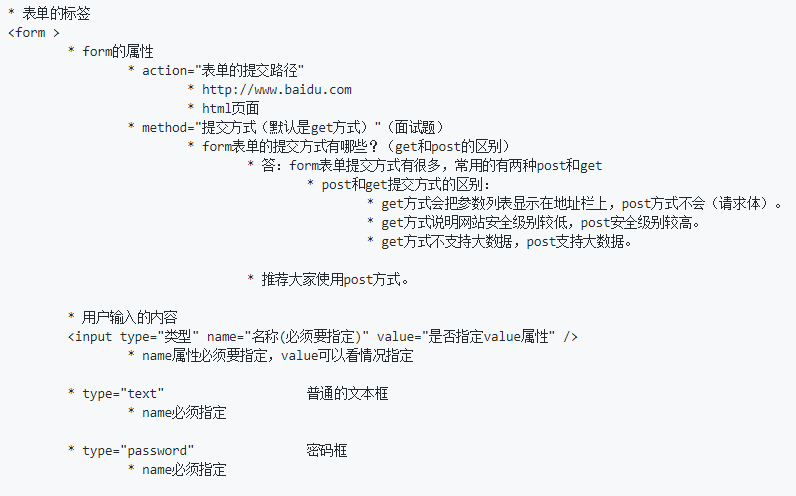 * 表单的标签
<form >
* form的属性
* action="表单的提交路径"
* http://www.baidu.com
* html页面
* method="提交方式（默认是get方式）"（面试题）
* form表单的提交方式有哪些？（get和post的区别）
* 答：form表单提交方式有很多，常用的有两种post和get
* post和get提交方式的区别：
* get方式会把参数列表显示在地址栏上，post方式不会（请求体）。
* get方式说明网站安全级别较低，post安全级别较高。
* get方式不支持大数据，post支持大数据。
* 推荐大家使用post方式。
* 用户输入的内容
<input type="类型" name="名称(必须要指定)" value="是否指定value属性" />
* name属性必须要指定，value可以看情况指定
* type="text" 普通的文本框
* name必须指定
* type="password" 密码框
* name必须指定